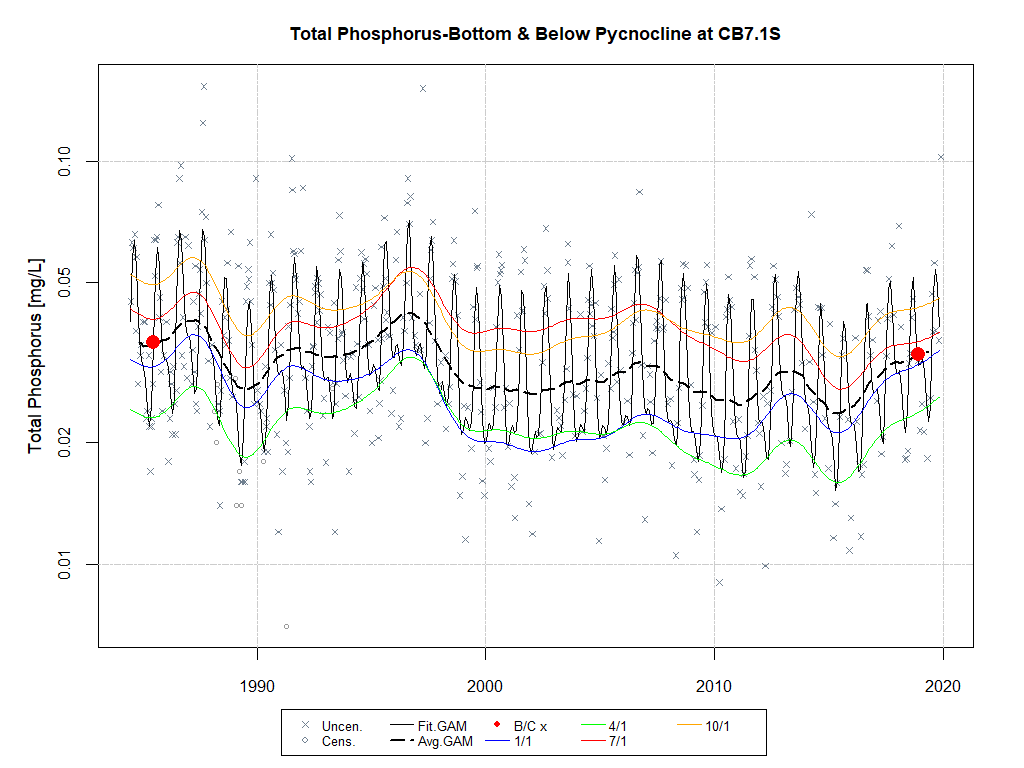 Total Phosphorus-Bottom & Below Pycnocline at CB7.1S
Total Phosphorus [mg/L]
0.10
0.05
0.02
0.01
1990 2000 2010 2020
Uncen. Fit.GAM B/C x 4/1 10/1
Cens. Avg.GAM 1/1 7/1